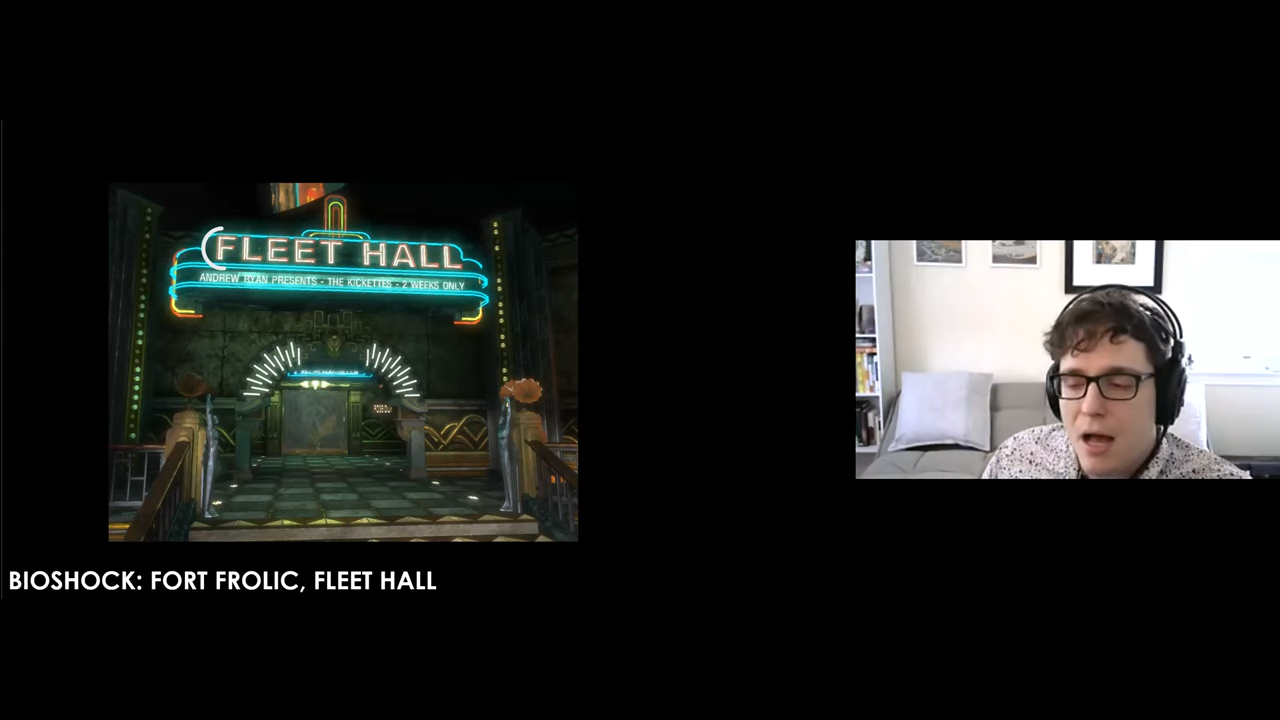 FLEET HALL
ANDREW RYAN PRESENTS - THE KICKETTES - 2 WEEKS ONLY
BIOSHOCK: FORT FROLIC, FLEET HALL